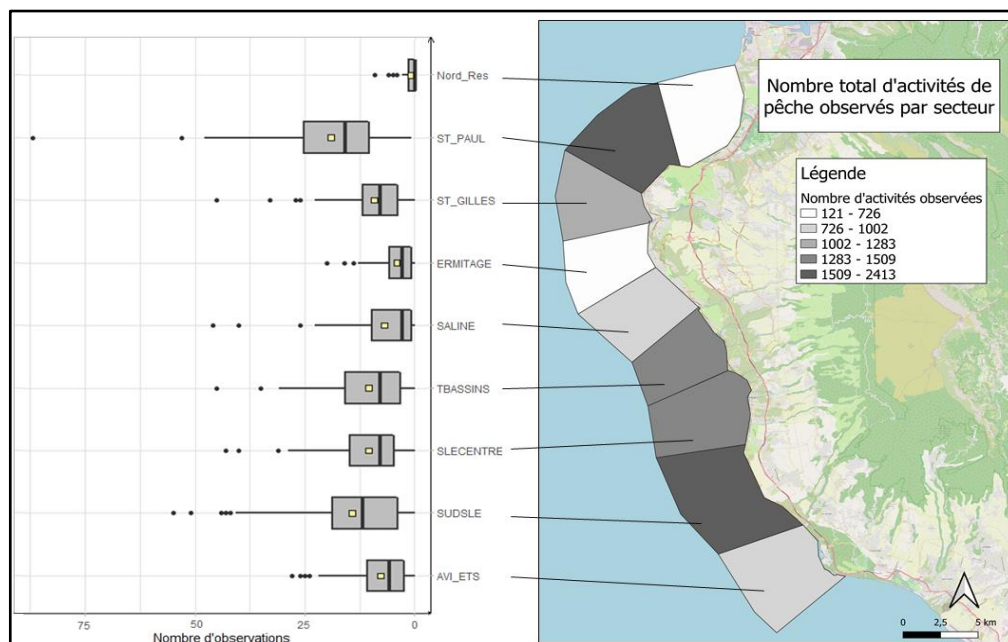 Nord_Res
ST_PAUL
ST_GILLES
ERMITAGE
SALINE
TBASSINS
SLECENTRE
SUDSLE
AVI_ETS
75
50
25
0
Nombre d'observations
Nombre total d'activités de
pêche observés par secteur
Légende
Nombre d'activités observées
121 - 726
726 - 1002
1002 - 1283
1283 - 1509
1509 - 2413
0
2,5
5 km